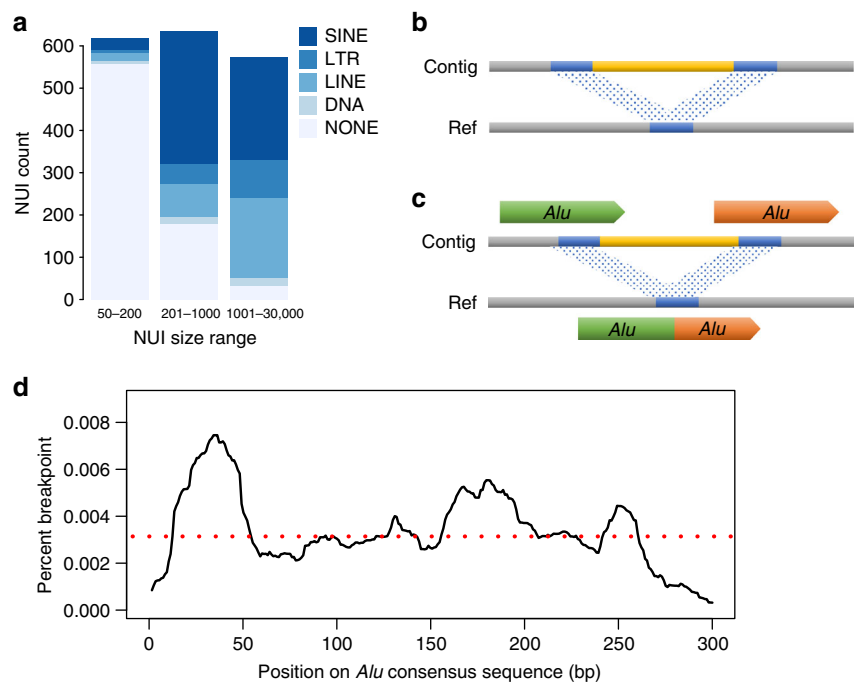 a
600
500
400
300
200
100
0
NUI count
50–200
201–1000
1001–30,000
NUI size range
SINE
LTR
LINE
DNA
NONE
b
Contig
Ref
c
Alu
Alu
Contig
Ref
Alu
Alu
d
0.008
0.006
0.004
0.002
0.000
Percent breakpoint
0
50
100
150
200
250
300
Position on Alu consensus sequence (bp)